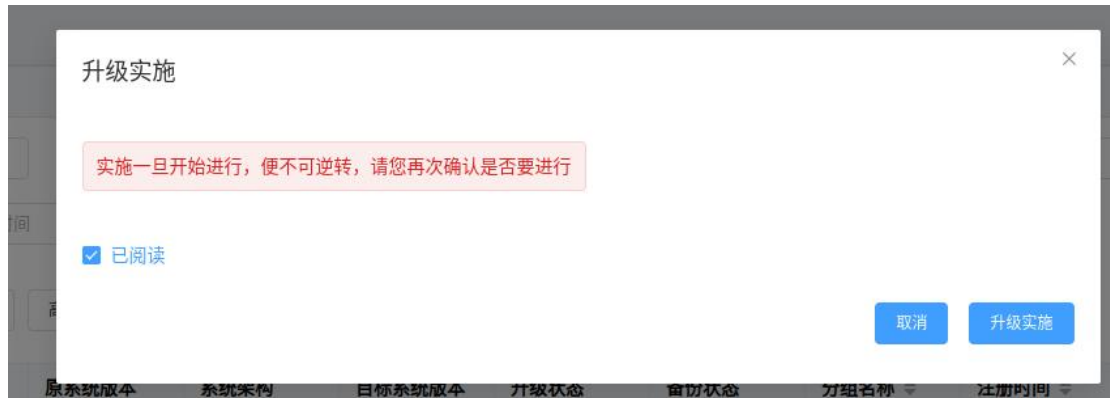 升级实施
实施一旦开始进行，便不可逆转，请您再次确认是否要进行
时间
已阅读
高
取消
升级实施
原系统版本
系统架构
目标系统版本
升级状态
备份状态
分组名称
注册时间